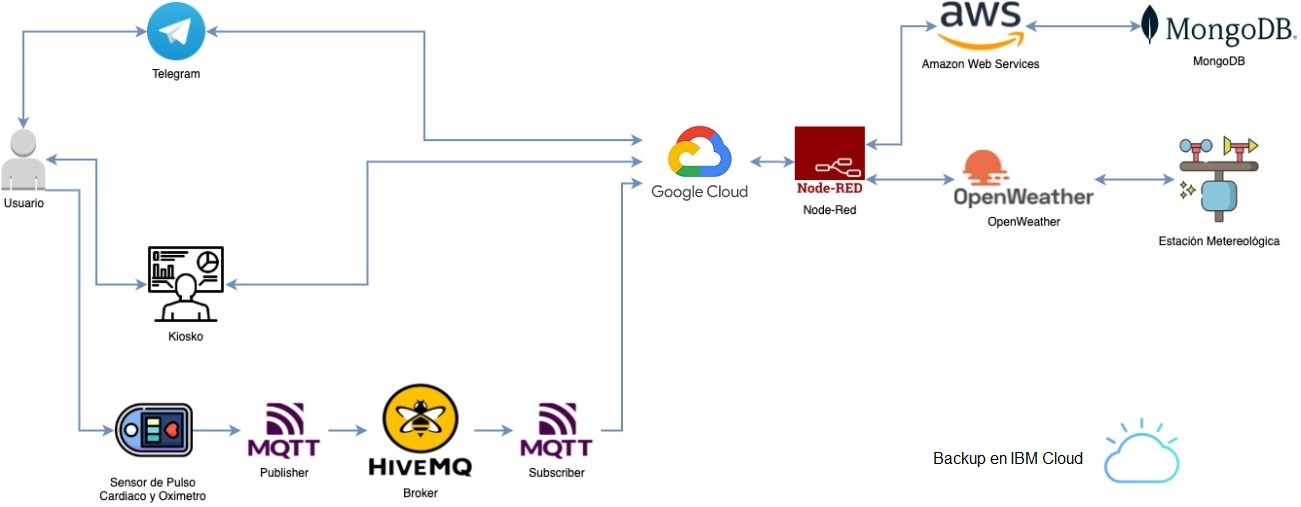 Telegram
aws
Amazon Web Services
MongoDB.
MongoDB
Usuario
Google Cloud
Node-RED
Node-Red
OpenWeather
OpenWeather
Estación Metereológica
Kiosko
Sensor de Pulso
Cardiaco y Oximetro
MQTT
Publisher
HIVEMQ
Broker
MQTT
Subscriber
Backup en IBM Cloud